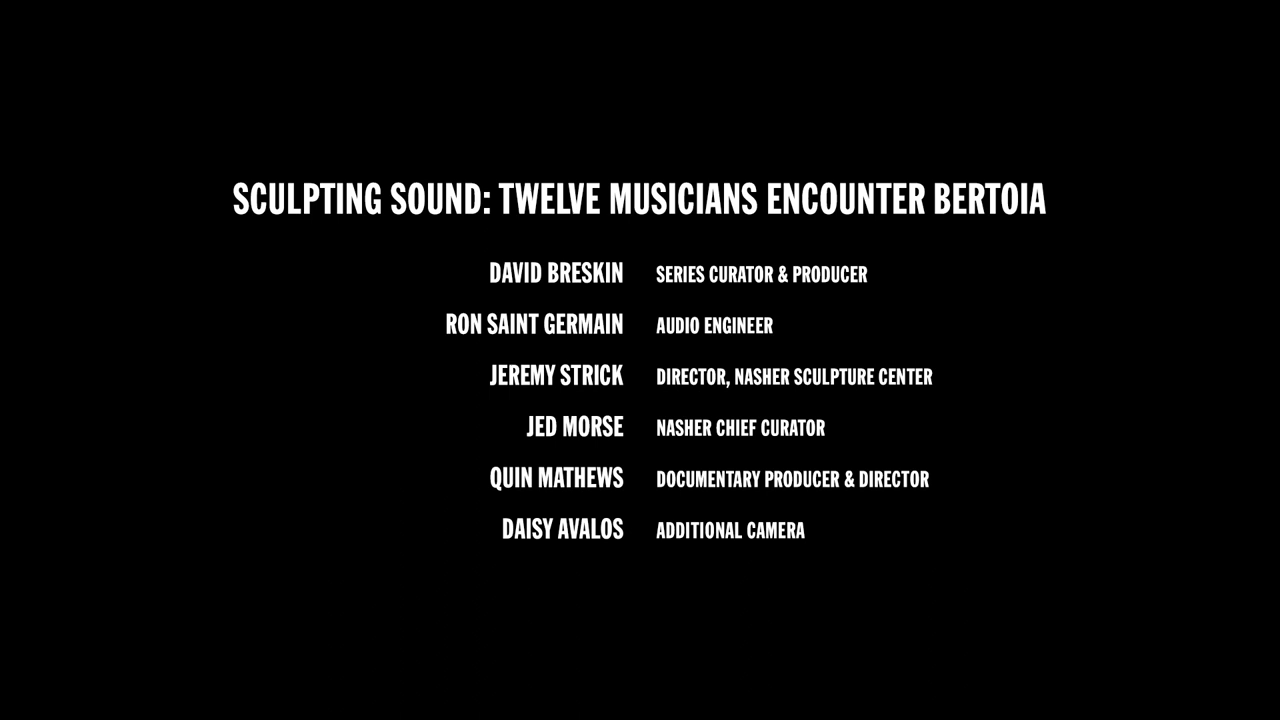 SCULPTING SOUND: TWELVE MUSICIANS ENCOUNTER BERTOIA
DAVID BRESKIN SERIES CURATOR & PRODUCER
RON SAINT GERMAIN AUDIO ENGINEER
JEREMY STRICK DIRECTOR, NASHER SCULPTURE CENTER
JED MORSE NASHER CHIEF CURATOR
QUIN MATHEWS DOCUMENTARY PRODUCER & DIRECTOR
DAISY AVALOS ADDITIONAL CAMERA